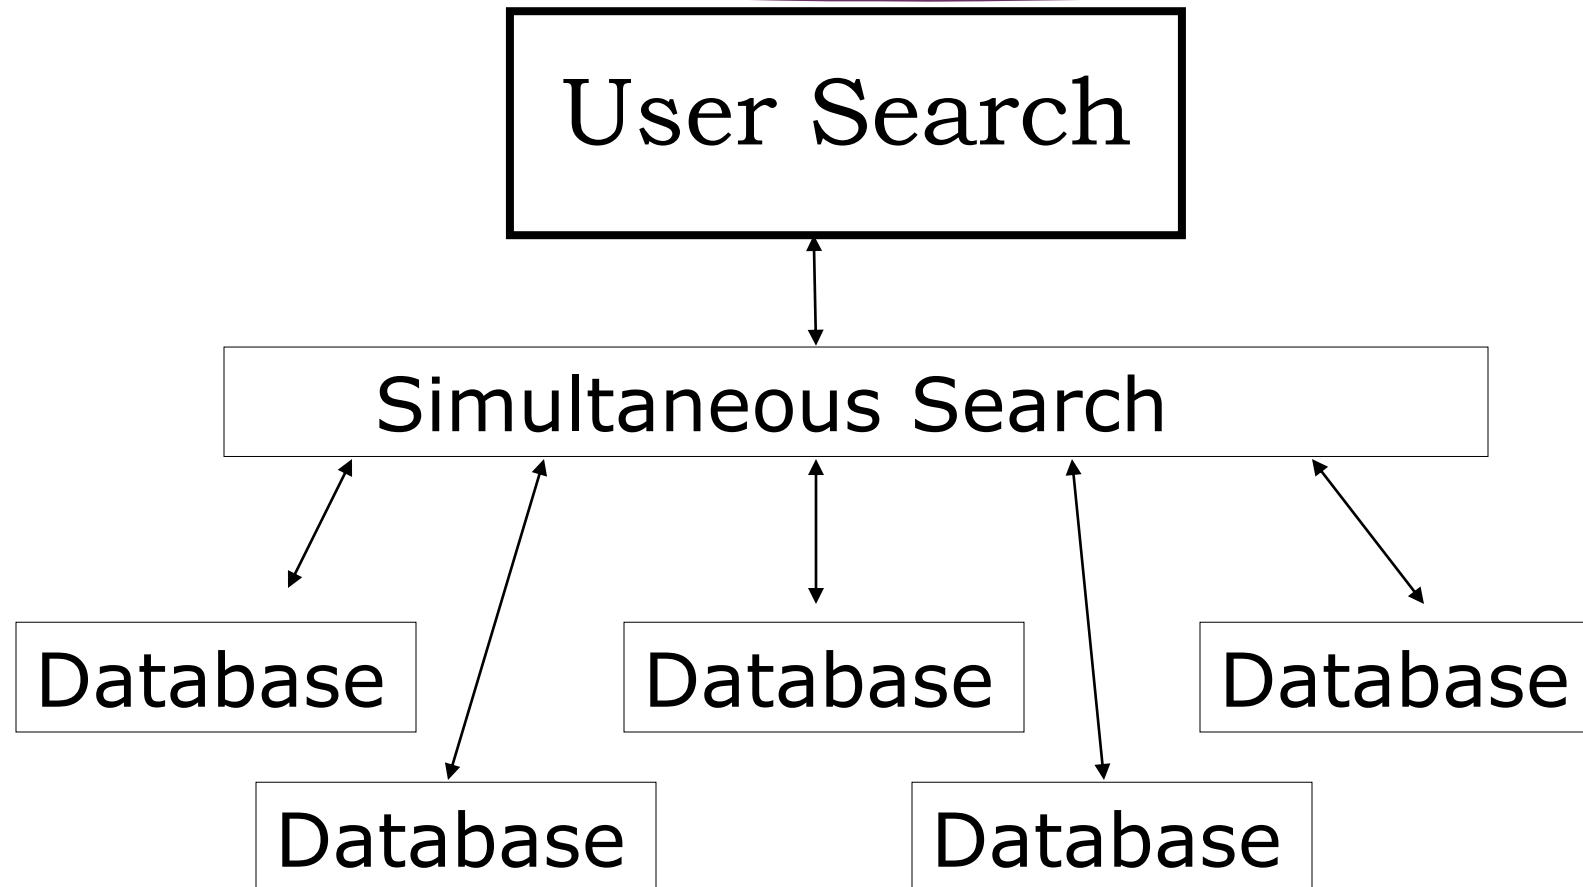 User Search
Simultaneous Search
Database
Database
Database
Database
Database